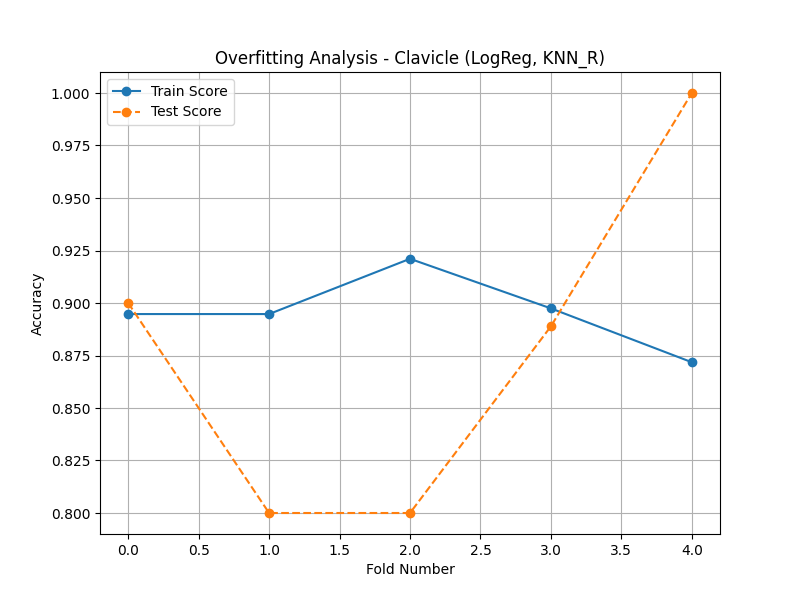 Overfitting Analysis - Clavicle (LogReg, KNN_R)
Train Score
Test Score
Accuracy
1.000
0.975
0.950
0.925
0.900
0.875
0.850
0.825
0.800
0.0 0.5 1.0 1.5 2.0 2.5 3.0 3.5 4.0
Fold Number